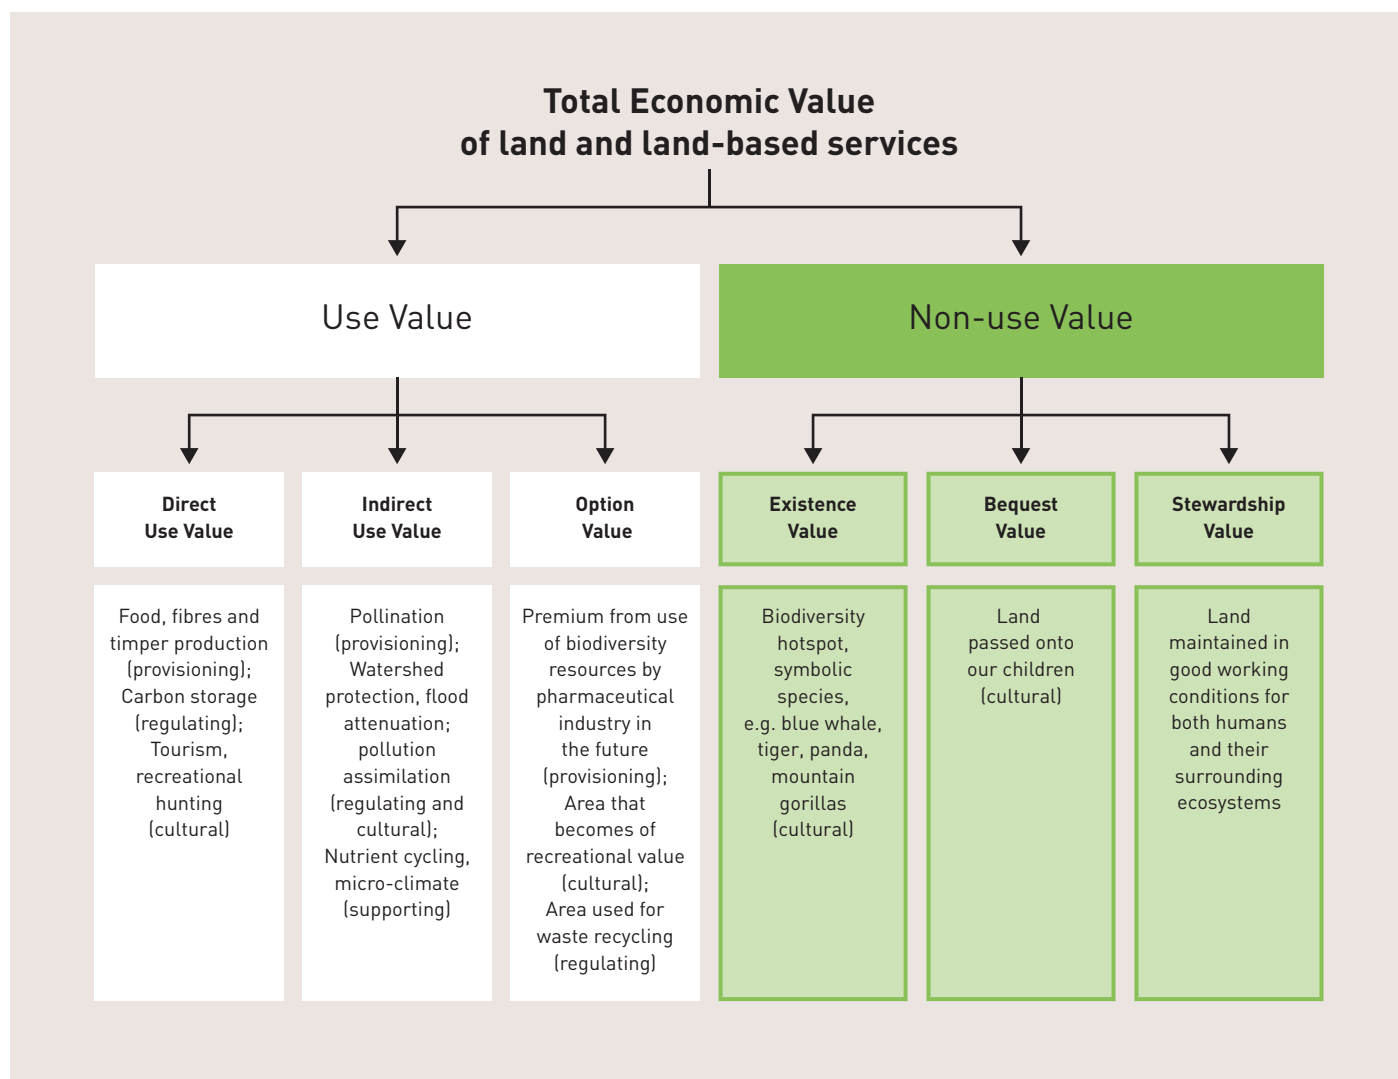 Total Economic Value
of land and land-based services
Use Value
Non-use Value
Direct
Use Value
Indirect
Use Value
Option
Value
Existence
Value
Bequest
Value
Stewardship
Value
Food, fibres and
timper production
(provisioning);
Carbon storage
(regulating);
Tourism,
recreational
hunting
(cultural)
Pollination
(provisioning);
Watershed
protection, flood
attenuation;
pollution
assimilation
(regulating and
cultural);
Nutrient cycling,
micro-climate
(supporting)
Premium from use
of biodiversity
resources by
pharmaceutical
industry in
the future
(provisioning);
Area that
becomes of
recreational value
(cultural);
Area used for
waste recycling
(regulating)
Biodiversity
hotspot,
symbolic
species,
e.g. blue whale,
tiger, panda,
mountain
gorillas
(cultural)
Land
passed onto
our children
(cultural)
Land
maintained in
good working
conditions for
both humans
and their
surrounding
ecosystems